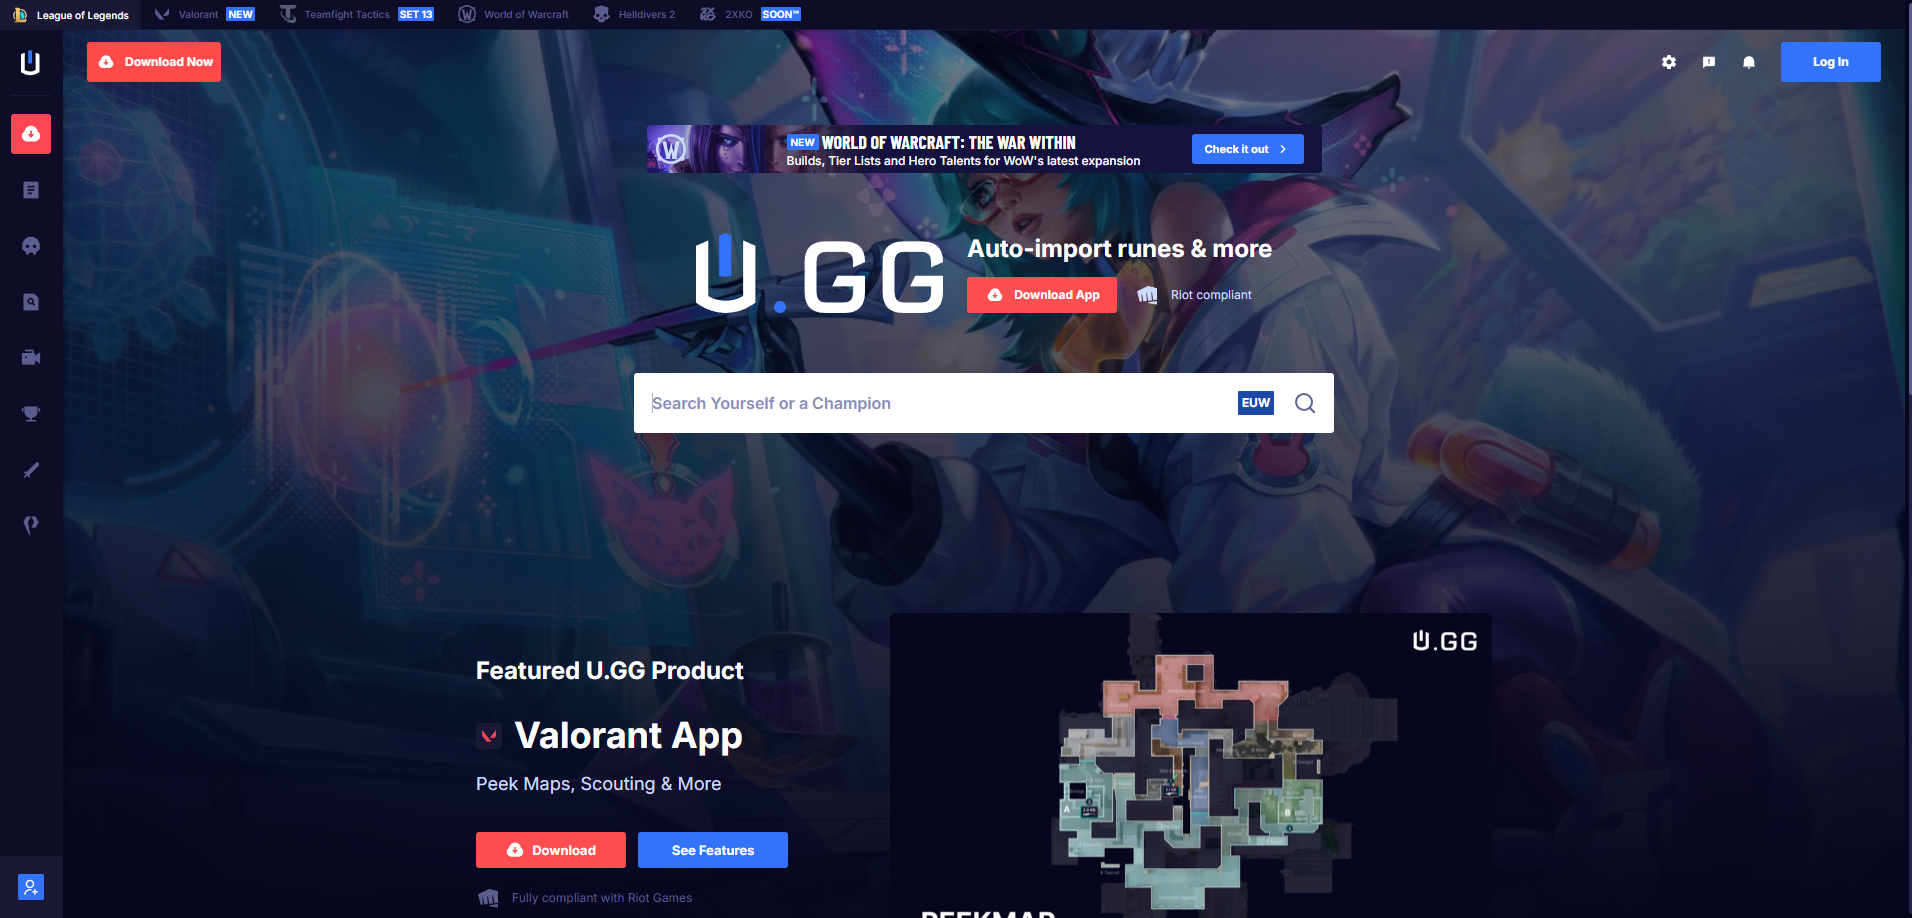 League of Legends
Valorant NEW
Teamfight Tactics SET 13
World of Warcraft
Helldivers 2
2XKO SOON™
Download Now
Log In
NEW WORLD OF WARCRAFT: THE WAR WITHIN
Builds, Tier Lists and Hero Talents for WoW's latest expansion
Check it out
U.GG
Auto-import runes & more
Download App
Riot compliant
Search Yourself or a Champion
EUW
Featured U.GG Product
Valorant App
Peek Maps, Scouting & More
Download
See Features
Fully compliant with Riot Games
U.GG
A
B
PEEKMAP